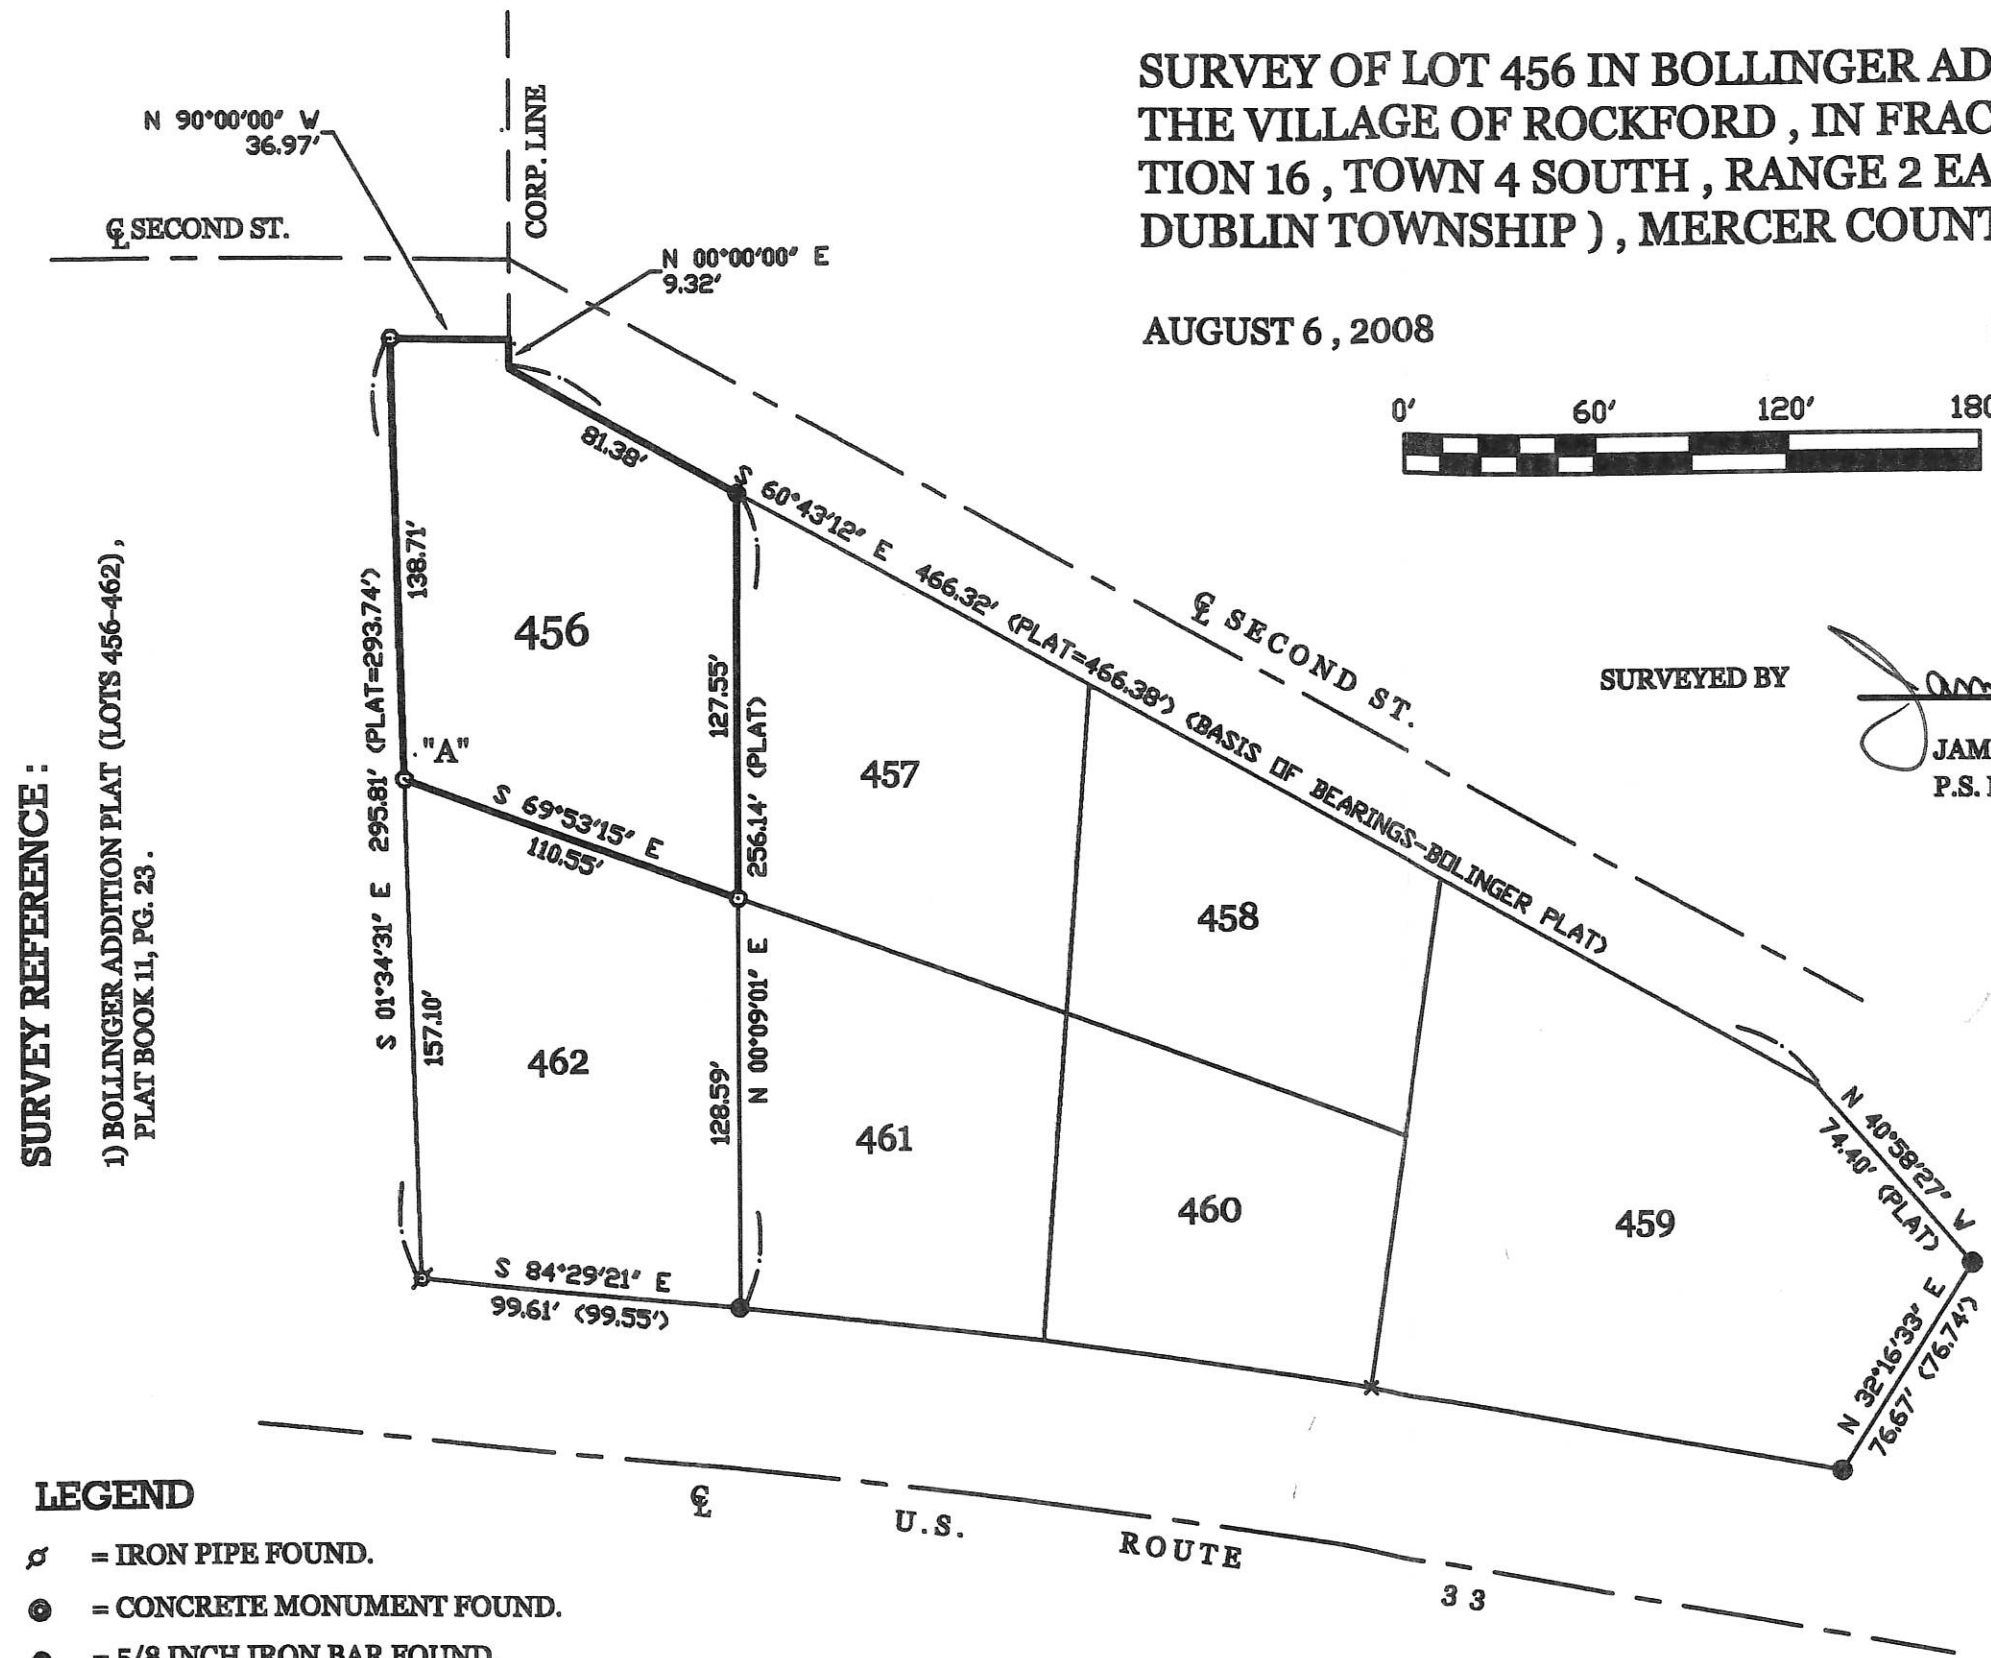 SURVEY OF LOT 456 IN BOLLINGER AD
THE VILLAGE OF ROCKFORD , IN FRAC
TION 16 , TOWN 4 SOUTH , RANGE 2 EA
DUBLIN TOWNSHIP ) , MERCER COUNT
AUGUST 6 , 2008
0' 60' 120' 180
SURVEYED BY
JAM
P.S.
N 90°00'00" W
36.97'
CORP. LINE
℄ SECOND ST.
N 00°00'00" E
9.32'
81.38'
S 60°43'12" E 466.32' (PLAT=466.38') (BASIS OF BEARINGS-BOLINGER PLAT)
℄ SECOND ST.
138.71'
S 01°34'31" E 295.81' (PLAT=293.74')
456
127.55'
256.14' (PLAT)
"A"
S 69°53'15" E
110.55'
457
458
N 00°09'01" E
157.10'
462
128.59'
461
460
459
N 40°58'27" W
74.40' (PLAT)
N 32°16'33" E
76.67' (76.74')
S 84°29'21" E
99.61' (99.55')
℄ U.S. ROUTE 33
SURVEY REFERENCE :
1) BOLLINGER ADDITION PLAT (LOTS 456-462) ,
PLAT BOOK 11, PG. 23 .
LEGEND
= IRON PIPE FOUND.
= CONCRETE MONUMENT FOUND.
= 5/8 INCH IRON BAR FOUND